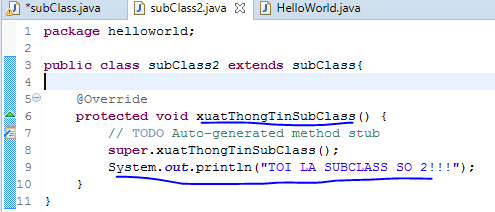 *subClass.java subClass2.java HelloWorld.java
1 package helloworld;
2
3 public class subClass2 extends subClass{
4
5 @Override
6 protected void xuatThongTinSubClass() {
7 // TODO Auto-generated method stub
8 super.xuatThongTinSubClass();
9 System.out.println("TOI LA SUBCLASS SO 2!!!");
10 }
11 }